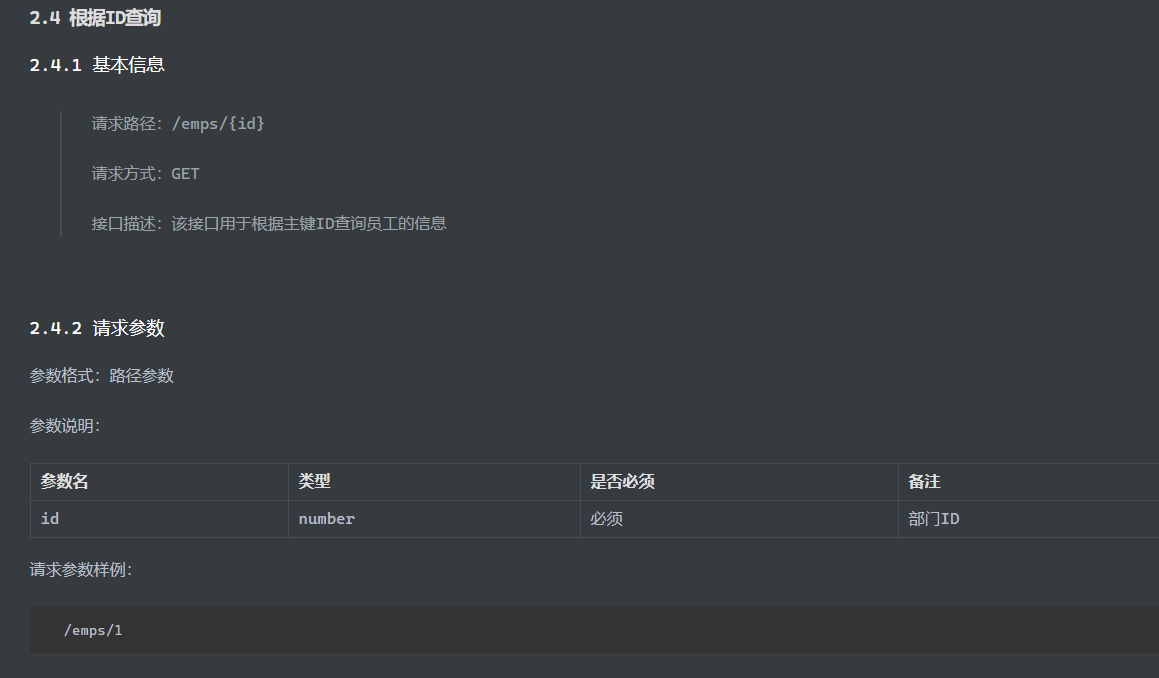 2.4 根据ID查询
2.4.1 基本信息
请求路径：/emps/{id}
请求方式：GET
接口描述：该接口用于根据主键ID查询员工的信息
2.4.2 请求参数
参数格式：路径参数
参数说明：
参数名 类型 是否必须 备注
id number 必须 部门ID
请求参数样例：
/emps/1